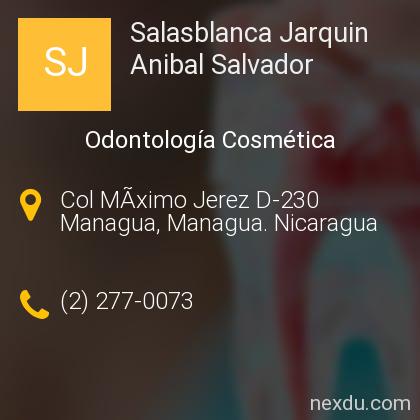 SJ
Salasblanca Jarquin
Anibal Salvador
Odontología Cosmética
Col MÃximo Jerez D-230
Managua, Managua. Nicaragua
(2) 277-0073
nexdu.com